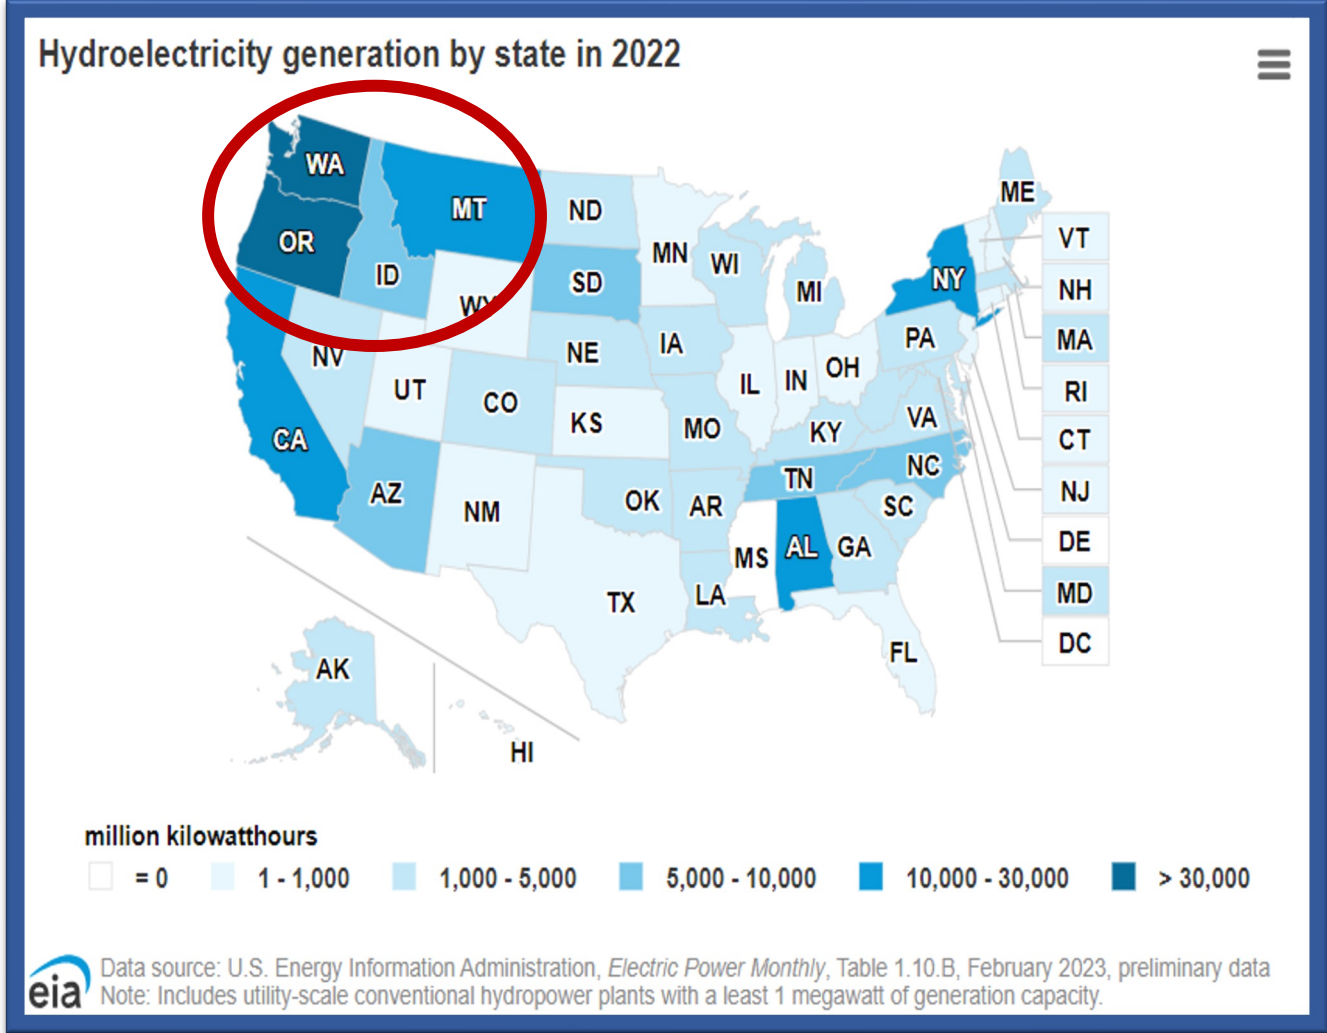 Hydroelectricity generation by state in 2022
WA
MT
OR
ID
WY
ND
SD
MN
WI
MI
ME
VT
NY
NH
MA
RI
CT
NJ
DE
MD
DC
NV
UT
CO
NE
IA
KS
MO
IL
IN
OH
PA
KY
VA
CA
AZ
NM
OK
AR
TN
NC
SC
MS
AL
GA
LA
TX
FL
AK
HI
million kilowatthours
= 0 1 - 1,000 1,000 - 5,000 5,000 - 10,000 10,000 - 30,000 > 30,000
eia
Data source: U.S. Energy Information Administration, Electric Power Monthly, Table 1.10.B, February 2023, preliminary data
Note: Includes utility-scale conventional hydropower plants with a least 1 megawatt of generation capacity.